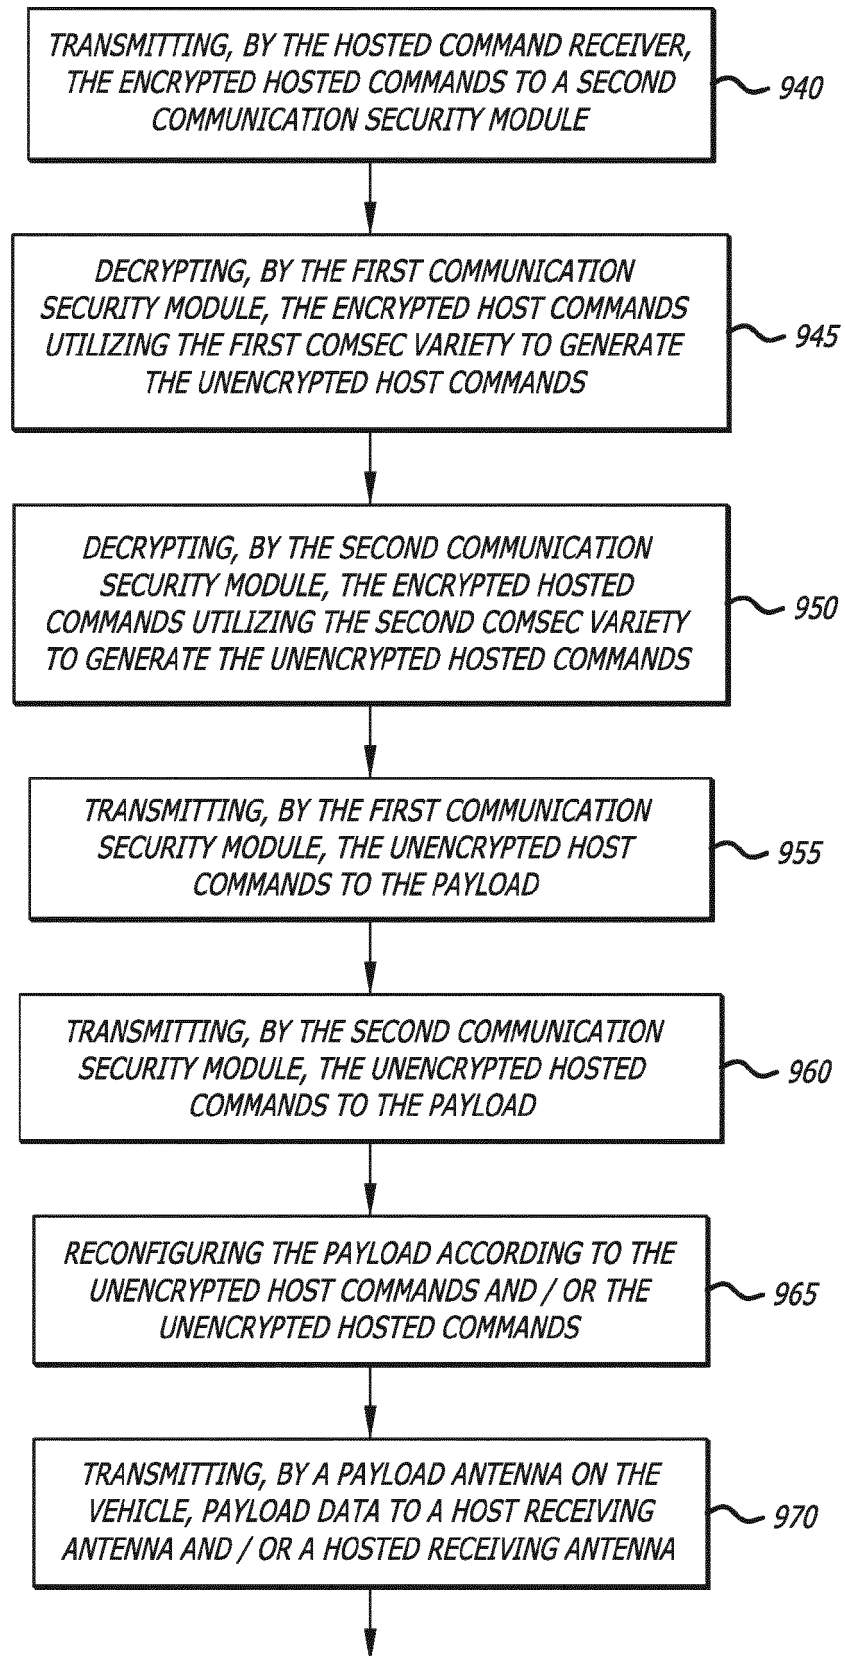 TRANSMITTING, BY THE HOSTED COMMAND RECEIVER,
THE ENCRYPTED HOSTED COMMANDS TO A SECOND
COMMUNICATION SECURITY MODULE
940
DECRYPTING, BY THE FIRST COMMUNICATION
SECURITY MODULE, THE ENCRYPTED HOST COMMANDS
UTILIZING THE FIRST COMSEC VARIETY TO GENERATE
THE UNENCRYPTED HOST COMMANDS
945
DECRYPTING, BY THE SECOND COMMUNICATION
SECURITY MODULE, THE ENCRYPTED HOSTED
COMMANDS UTILIZING THE SECOND COMSEC VARIETY
TO GENERATE THE UNENCRYPTED HOSTED COMMANDS
950
TRANSMITTING, BY THE FIRST COMMUNICATION
SECURITY MODULE, THE UNENCRYPTED HOST
COMMANDS TO THE PAYLOAD
955
TRANSMITTING, BY THE SECOND COMMUNICATION
SECURITY MODULE, THE UNENCRYPTED HOSTED
COMMANDS TO THE PAYLOAD
960
RECONFIGURING THE PAYLOAD ACCORDING TO THE
UNENCRYPTED HOST COMMANDS AND / OR THE
UNENCRYPTED HOSTED COMMANDS
965
TRANSMITTING, BY A PAYLOAD ANTENNA ON THE
VEHICLE, PAYLOAD DATA TO A HOST RECEIVING
ANTENNA AND / OR A HOSTED RECEIVING ANTENNA
970